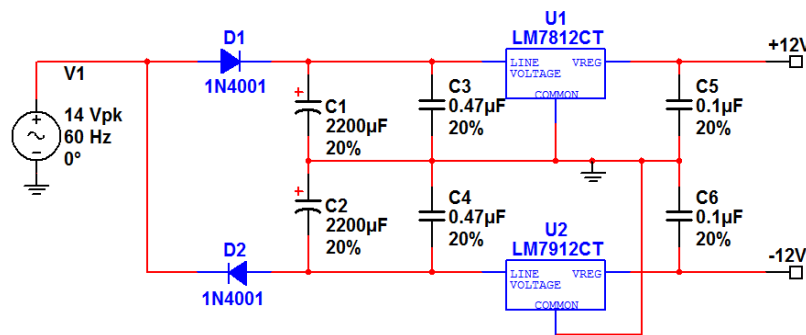 U1
LM7812CT
LINE VREG
VOLTAGE
COMMON
+12V
D1
1N4001
V1
14 Vpk
60 Hz
0°
+
~
−
+
C1
2200µF
20%
C3
0.47µF
20%
C5
0.1µF
20%
+
C2
2200µF
20%
C4
0.47µF
20%
C6
0.1µF
20%
D2
1N4001
U2
LM7912CT
LINE VREG
VOLTAGE
COMMON
-12V